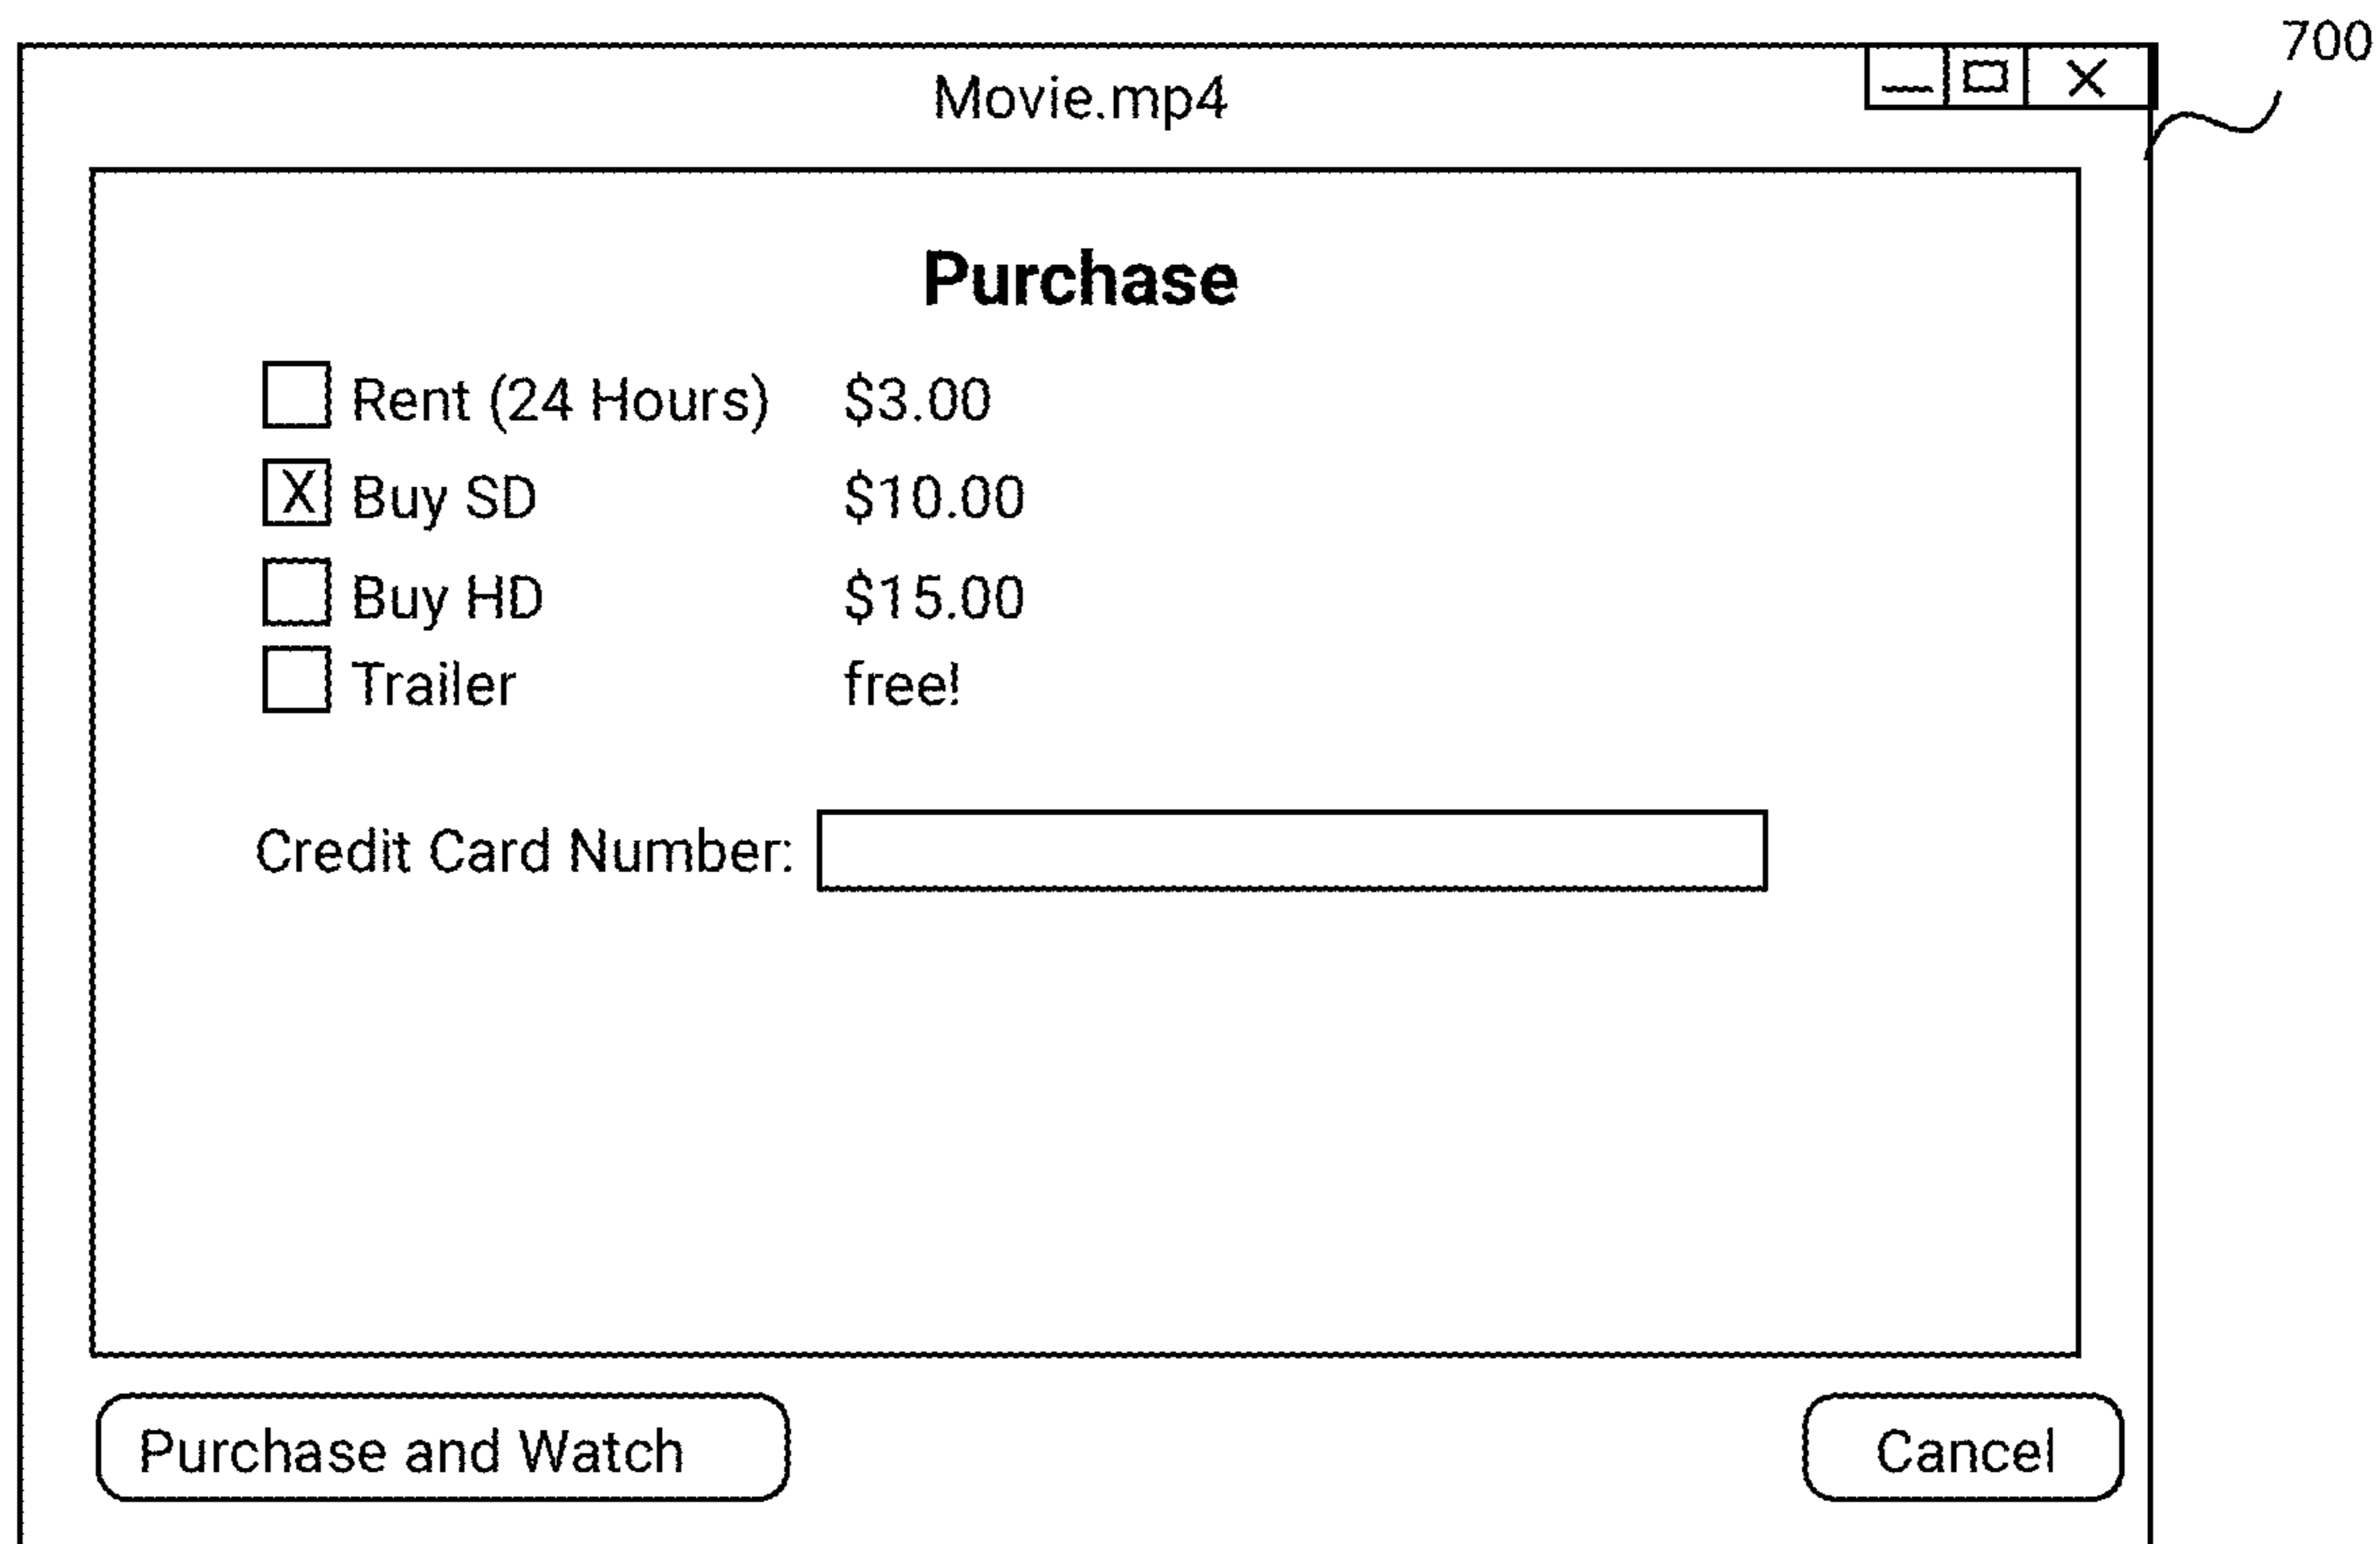 700
Movie.mp4
Purchase
Rent (24 Hours) $3.00
X Buy SD $10.00
Buy HD $15.00
Trailer free!
Credit Card Number:
Purchase and Watch Cancel